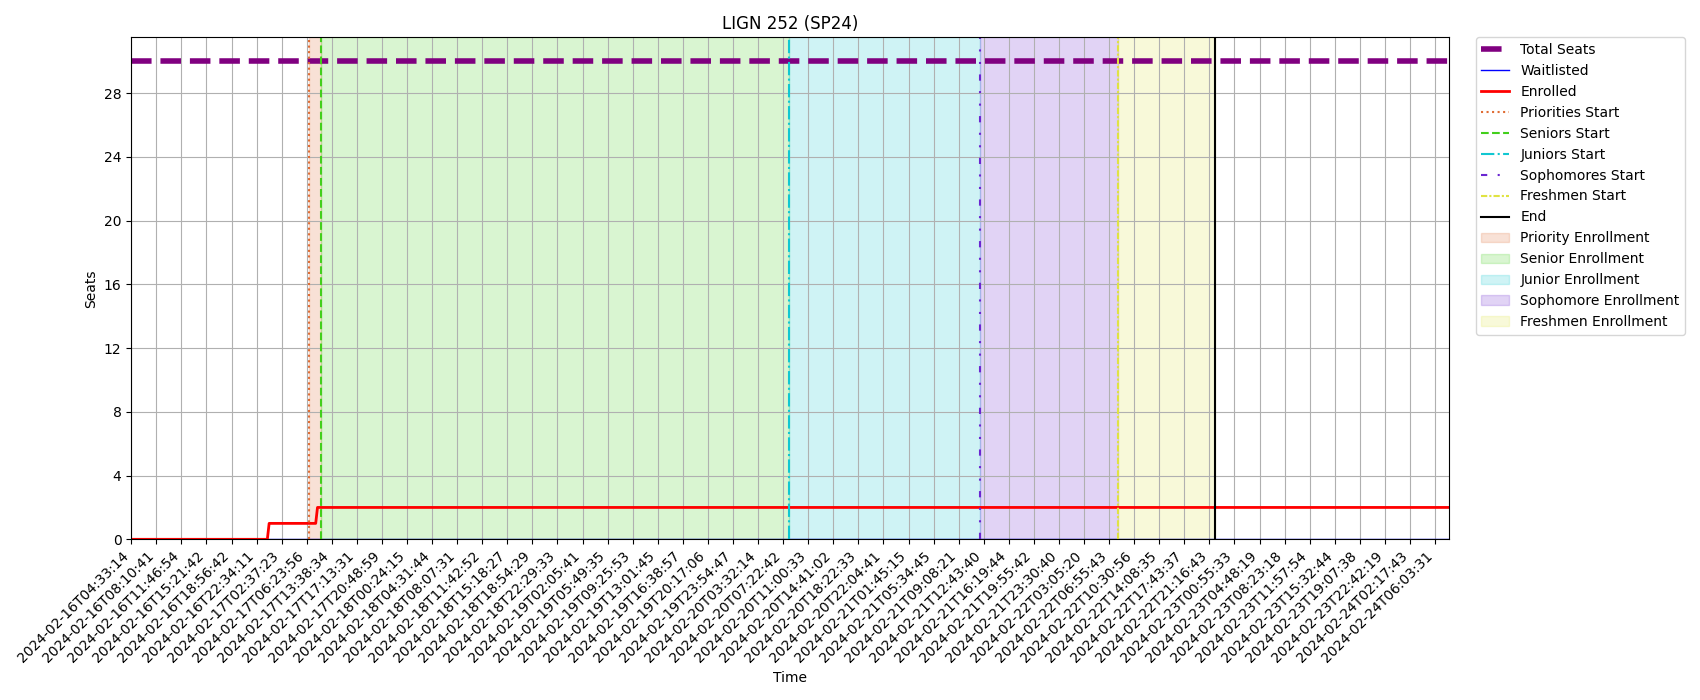 LIGN 252 (SP24)
Seats
28
24
20
16
12
8
4
0
2024-02-16T04:33:14
2024-02-16T08:10:41
2024-02-16T11:46:54
2024-02-16T15:21:42
2024-02-16T18:56:42
2024-02-16T22:34:11
2024-02-17T02:37:23
2024-02-17T06:23:56
2024-02-17T13:38:34
2024-02-17T17:13:31
2024-02-17T20:48:59
2024-02-18T00:24:15
2024-02-18T04:31:44
2024-02-18T08:07:31
2024-02-18T11:42:52
2024-02-18T15:18:27
2024-02-18T18:54:29
2024-02-18T22:29:33
2024-02-19T02:05:41
2024-02-19T05:49:35
2024-02-19T09:25:53
2024-02-19T13:01:45
2024-02-19T16:38:57
2024-02-19T20:17:06
2024-02-19T23:54:47
2024-02-20T03:32:14
2024-02-20T07:22:42
2024-02-20T11:00:33
2024-02-20T14:41:02
2024-02-20T18:22:33
2024-02-20T22:04:41
2024-02-21T01:45:15
2024-02-21T05:34:45
2024-02-21T09:08:21
2024-02-21T12:43:40
2024-02-21T16:19:44
2024-02-21T19:55:42
2024-02-21T23:30:40
2024-02-22T03:05:20
2024-02-22T06:55:43
2024-02-22T10:30:56
2024-02-22T14:08:35
2024-02-22T17:43:37
2024-02-22T21:16:43
2024-02-23T00:55:33
2024-02-23T04:48:19
2024-02-23T08:23:18
2024-02-23T11:57:54
2024-02-23T15:32:44
2024-02-23T19:07:38
2024-02-23T22:42:19
2024-02-24T02:17:43
2024-02-24T06:03:31
Time
Total Seats
Waitlisted
Enrolled
Priorities Start
Seniors Start
Juniors Start
Sophomores Start
Freshmen Start
End
Priority Enrollment
Senior Enrollment
Junior Enrollment
Sophomore Enrollment
Freshmen Enrollment